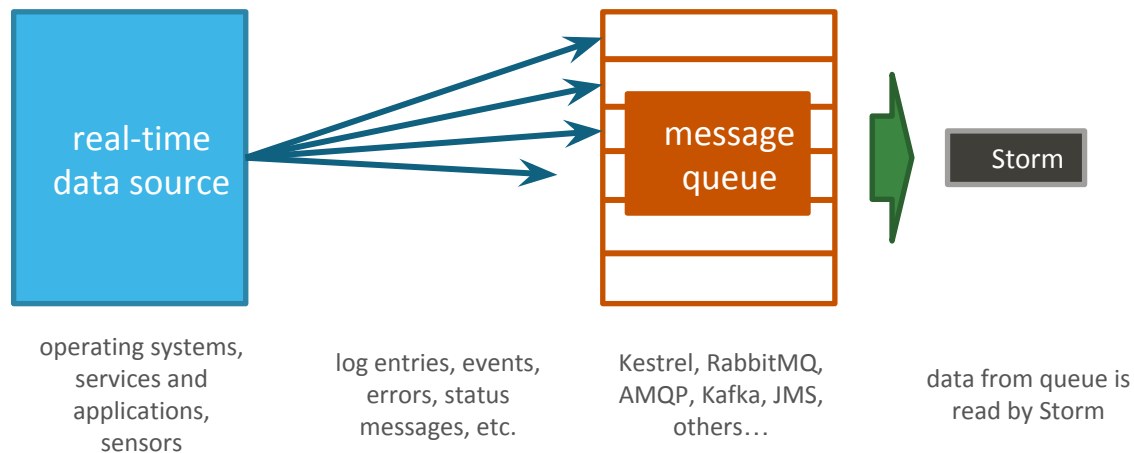 real-time
data source
message
queue
Storm
operating systems,
services and
applications,
sensors
log entries, events,
errors, status
messages, etc.
Kestrel, RabbitMQ,
AMQP, Kafka, JMS,
others…
data from queue is
read by Storm